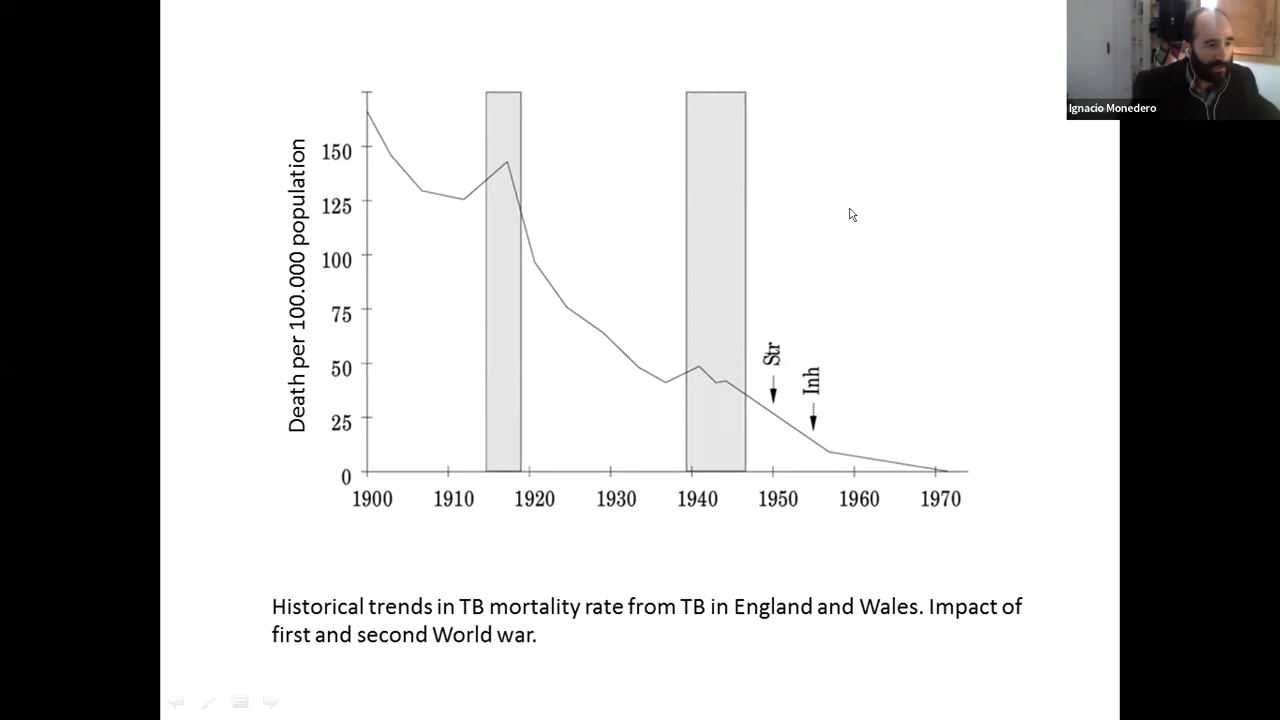 Ignacio Monedero
Death per 100.000 population
150
125
100
75
50
25
0
Str
Inh
1900 1910 1920 1930 1940 1950 1960 1970
Historical trends in TB mortality rate from TB in England and Wales. Impact of
first and second World war.